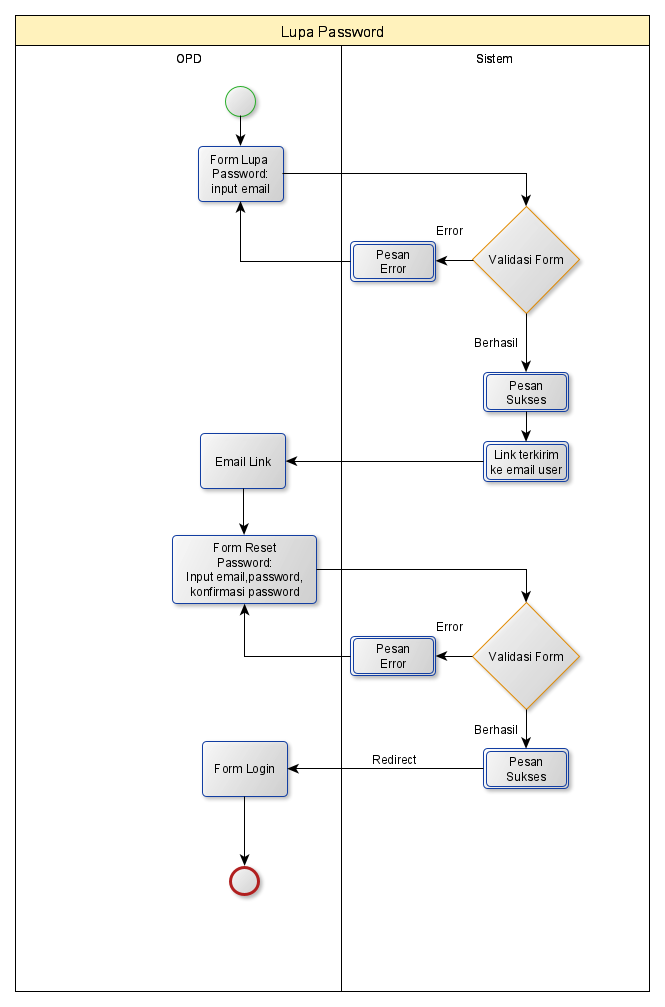 Lupa Password
OPD
Sistem
Form Lupa
Password:
input email
Error
Pesan
Error
Validasi Form
Berhasil
Pesan
Sukses
Email Link
Link terkirim
ke email user
Form Reset
Password:
Input email,password,
konfirmasi password
Error
Pesan
Error
Validasi Form
Berhasil
Form Login
Redirect
Pesan
Sukses